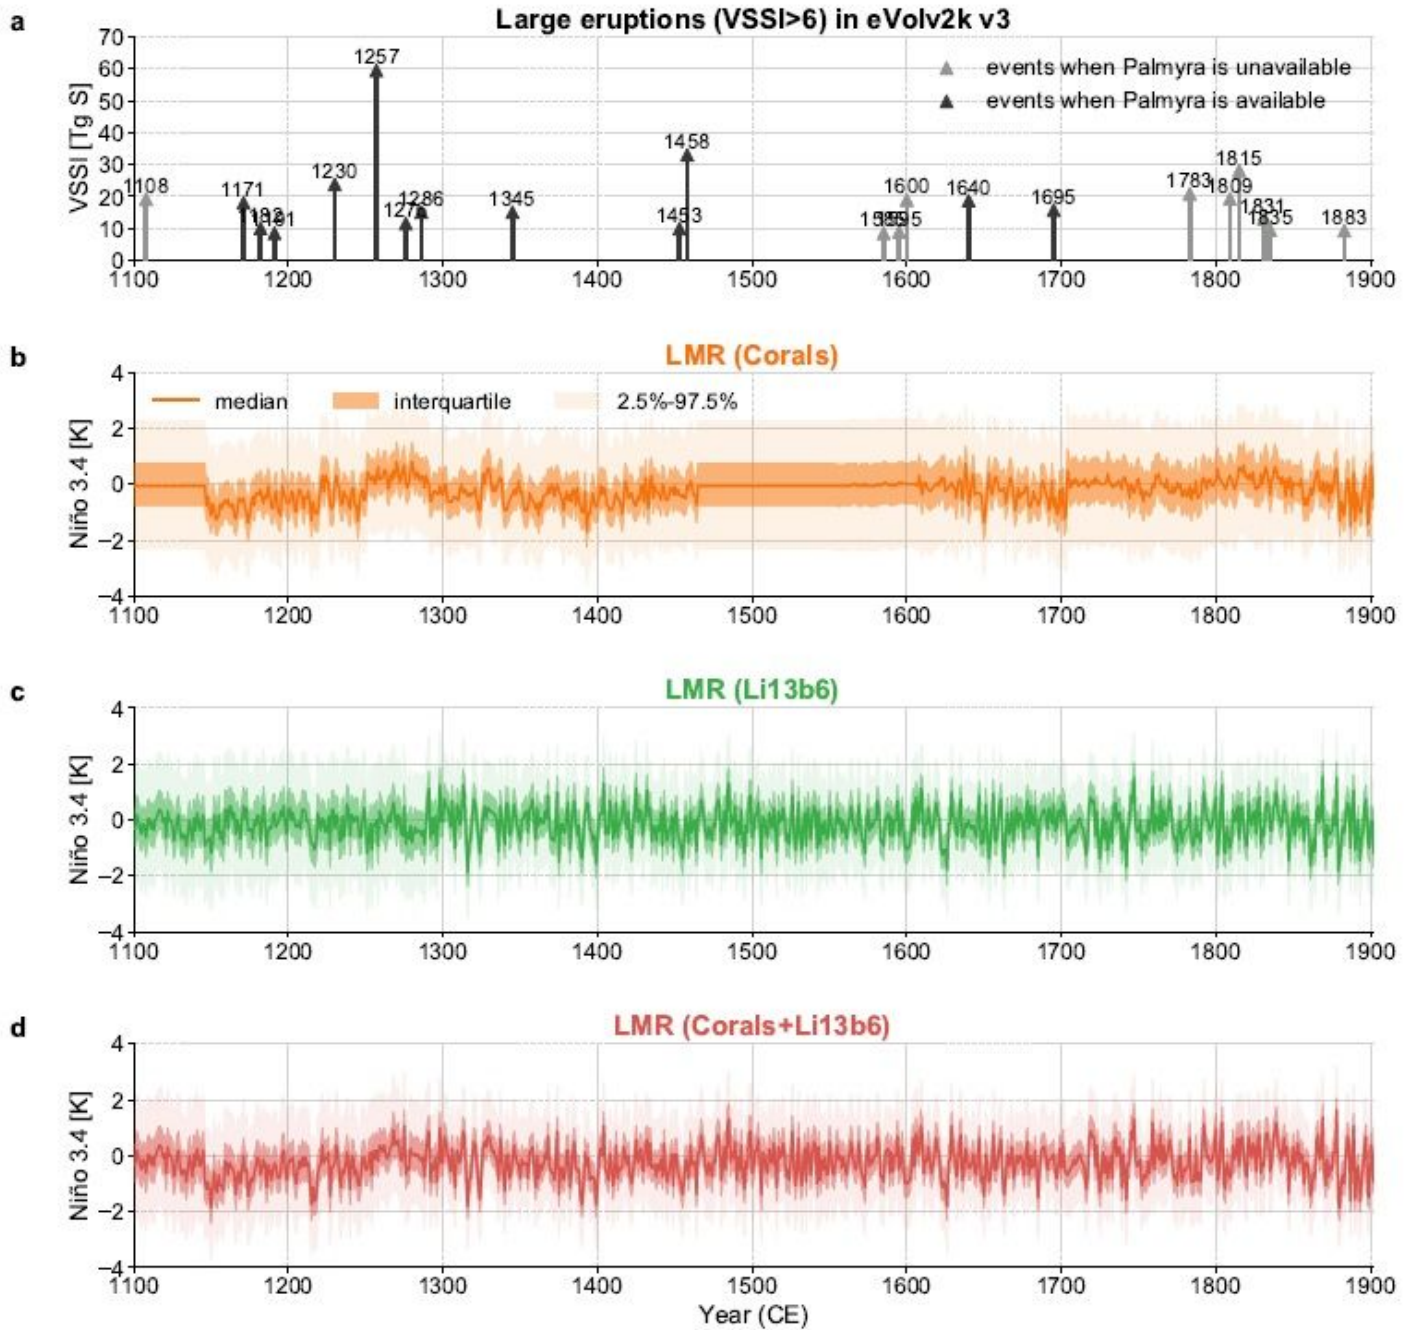 a
Large eruptions (VSSI>6) in eVolv2k v3
VSSI [Tg S]
70
60
50
40
30
20
10
0
events when Palmyra is unavailable
events when Palmyra is available
1108
1171
1191
1230
1257
1286
1345
1453
1458
1595
1600
1640
1695
1783
1809
1815
1831
1835
1883
1100 1200 1300 1400 1500 1600 1700 1800 1900
b
LMR (Corals)
Niño 3.4 [K]
4
2
0
−2
−4
median interquartile 2.5%-97.5%
1100 1200 1300 1400 1500 1600 1700 1800 1900
c
LMR (Li13b6)
Niño 3.4 [K]
4
2
0
−2
−4
1100 1200 1300 1400 1500 1600 1700 1800 1900
d
LMR (Corals+Li13b6)
Niño 3.4 [K]
4
2
0
−2
−4
1100 1200 1300 1400 1500 1600 1700 1800 1900
Year (CE)